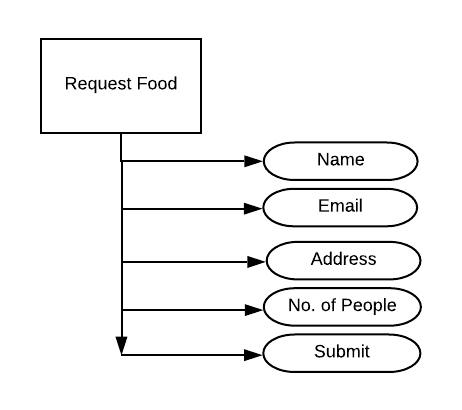 Request Food
Name
Email
Address
No. of People
Submit